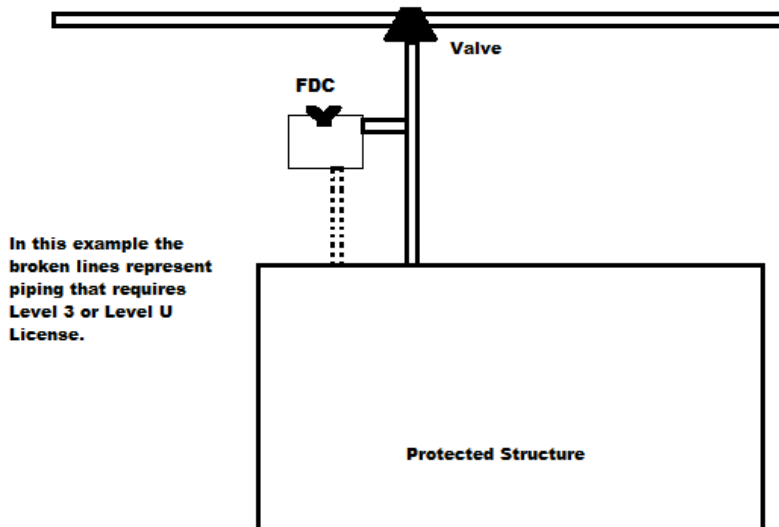 Valve
FDC
In this example the
broken lines represent
piping that requires
Level 3 or Level U
License.
Protected Structure